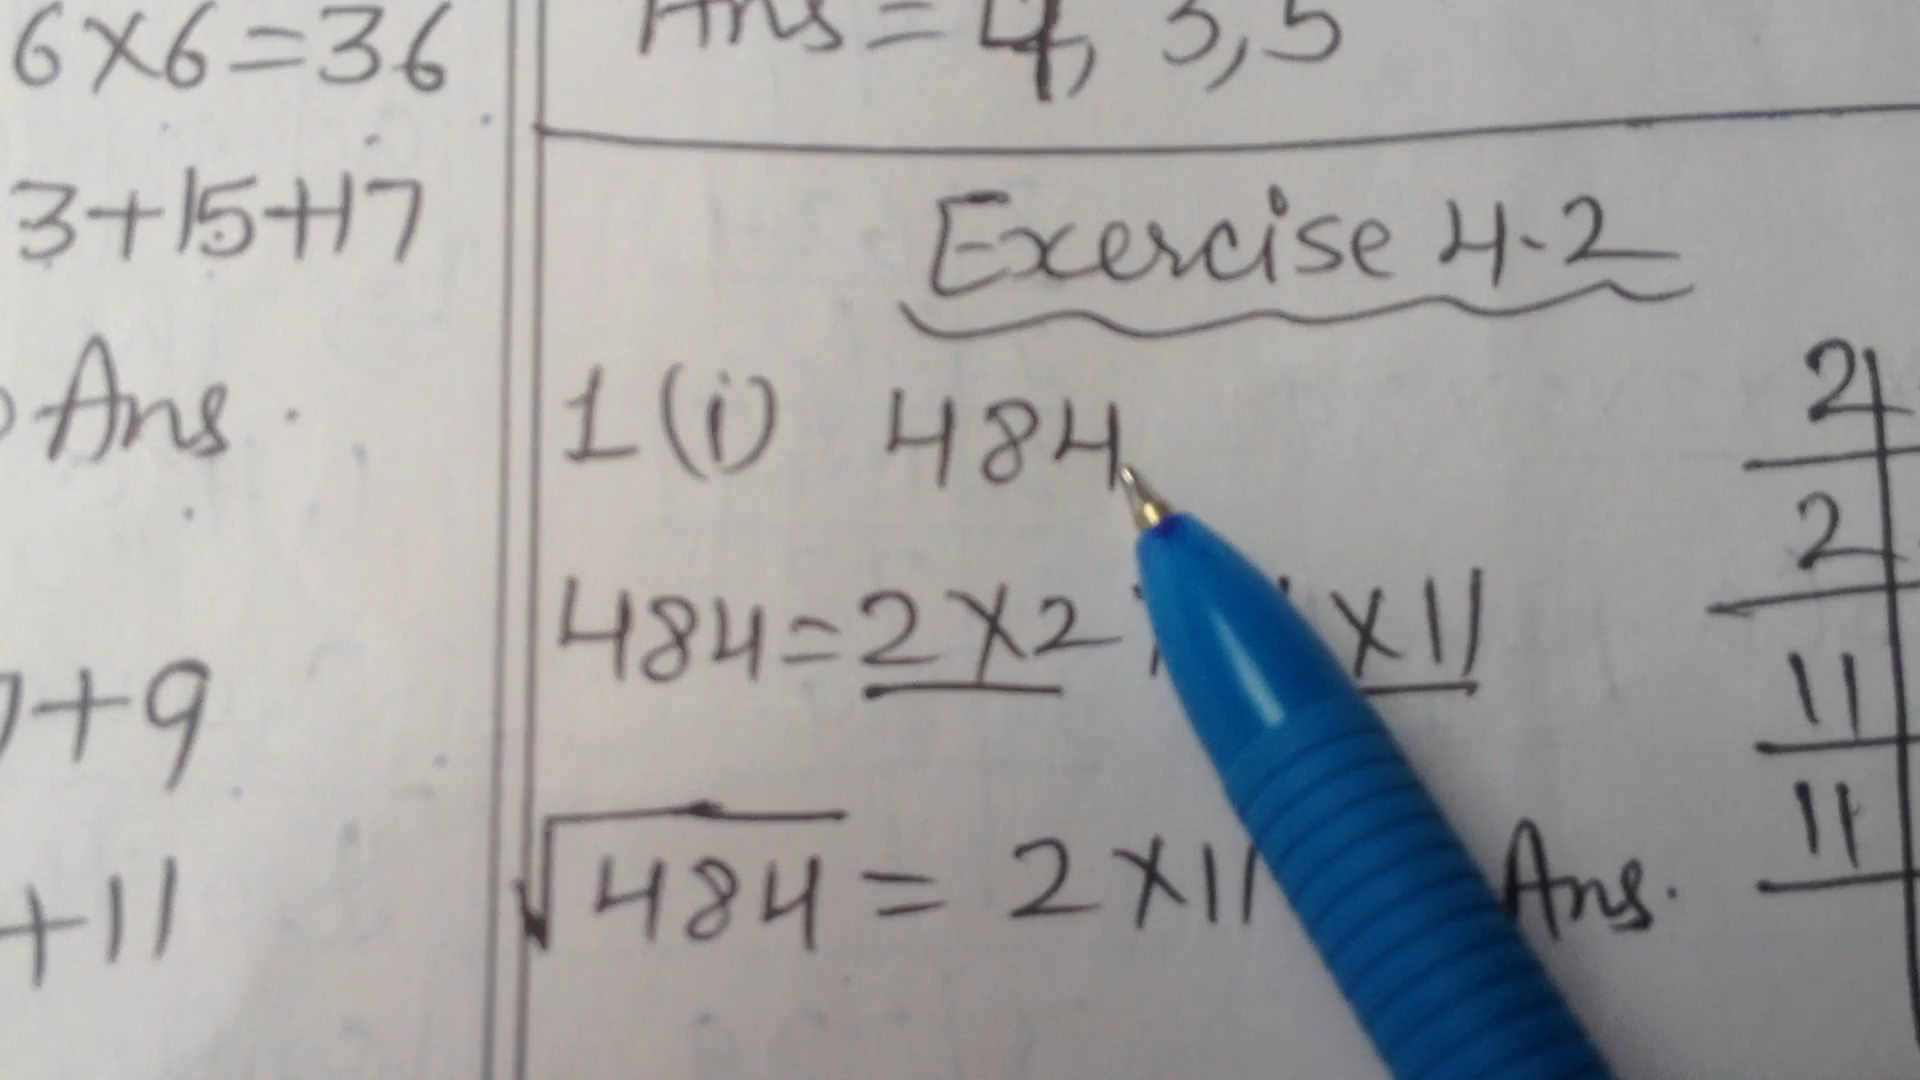 6×6=36
3+15+17
Ans.
+9
+11
Ans = 4, 3, 5
Exercise 4.2
1 (i) 484
484 = 2×2 ×11
√484 = 2×11 Ans.
2
2
11
11